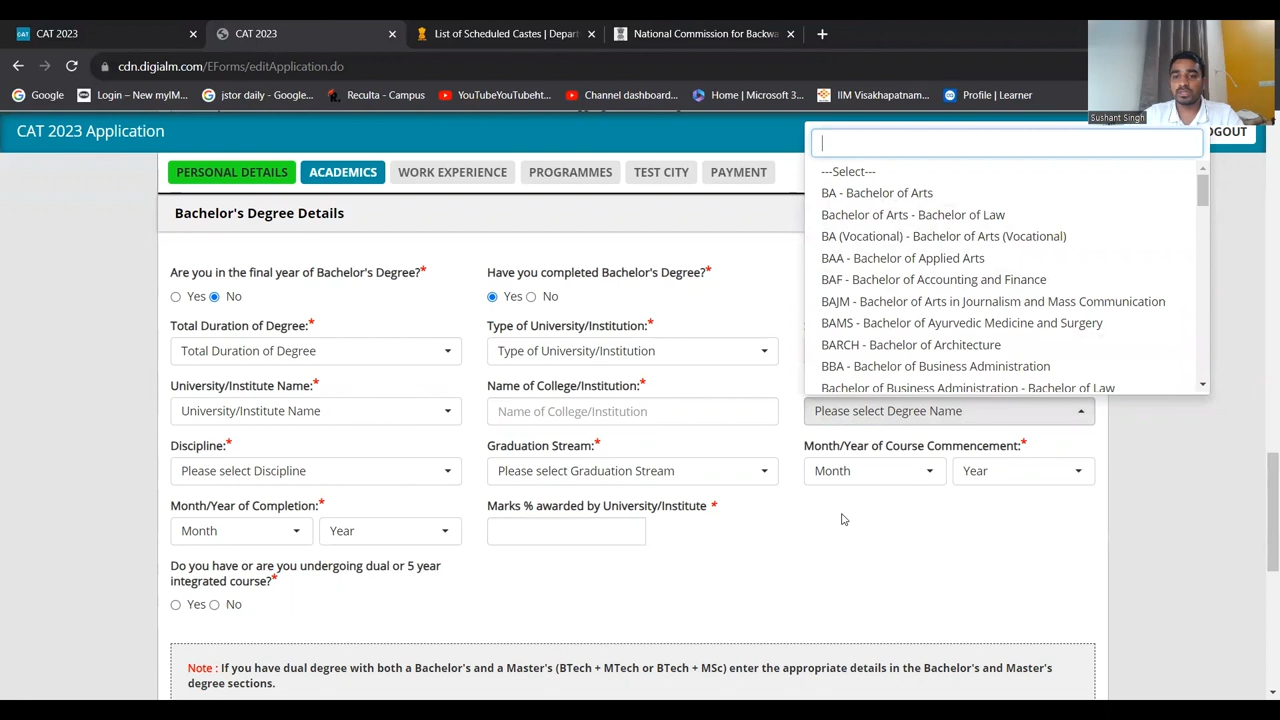 CAT CAT 2023
CAT 2023
List of Scheduled Castes | Depar
National Commission for Backwa
cdn.digialm.com/EForms/editApplication.do
Google
Login – New myIM...
jstor daily - Google...
Reculta - Campus
YouTubeYouTubeht...
Channel dashboard...
Home | Microsoft 3...
IIM Visakhapatnam...
Profile | Learner
Sushant Singh
CAT 2023 Application
OGOUT
PERSONAL DETAILS
ACADEMICS
WORK EXPERIENCE
PROGRAMMES
TEST CITY
PAYMENT
---Select---
BA - Bachelor of Arts
Bachelor of Arts - Bachelor of Law
BA (Vocational) - Bachelor of Arts (Vocational)
BAA - Bachelor of Applied Arts
BAF - Bachelor of Accounting and Finance
BAJM - Bachelor of Arts in Journalism and Mass Communication
BAMS - Bachelor of Ayurvedic Medicine and Surgery
BARCH - Bachelor of Architecture
BBA - Bachelor of Business Administration
Bachelor of Business Administration - Bachelor of Law
Bachelor's Degree Details
Are you in the final year of Bachelor's Degree?*
Have you completed Bachelor's Degree?*
Yes No
Yes No
Total Duration of Degree:*
Type of University/Institution:*
Total Duration of Degree
Type of University/Institution
University/Institute Name:*
Name of College/Institution:*
University/Institute Name
Name of College/Institution
Please select Degree Name
Discipline:*
Graduation Stream:*
Month/Year of Course Commencement:*
Please select Discipline
Please select Graduation Stream
Month
Year
Month/Year of Completion:*
Marks % awarded by University/Institute *
Month
Year
Do you have or are you undergoing dual or 5 year
integrated course?*
Yes No
Note : If you have dual degree with both a Bachelor's and a Master's (BTech + MTech or BTech + MSc) enter the appropriate details in the Bachelor's and Master's
degree sections.